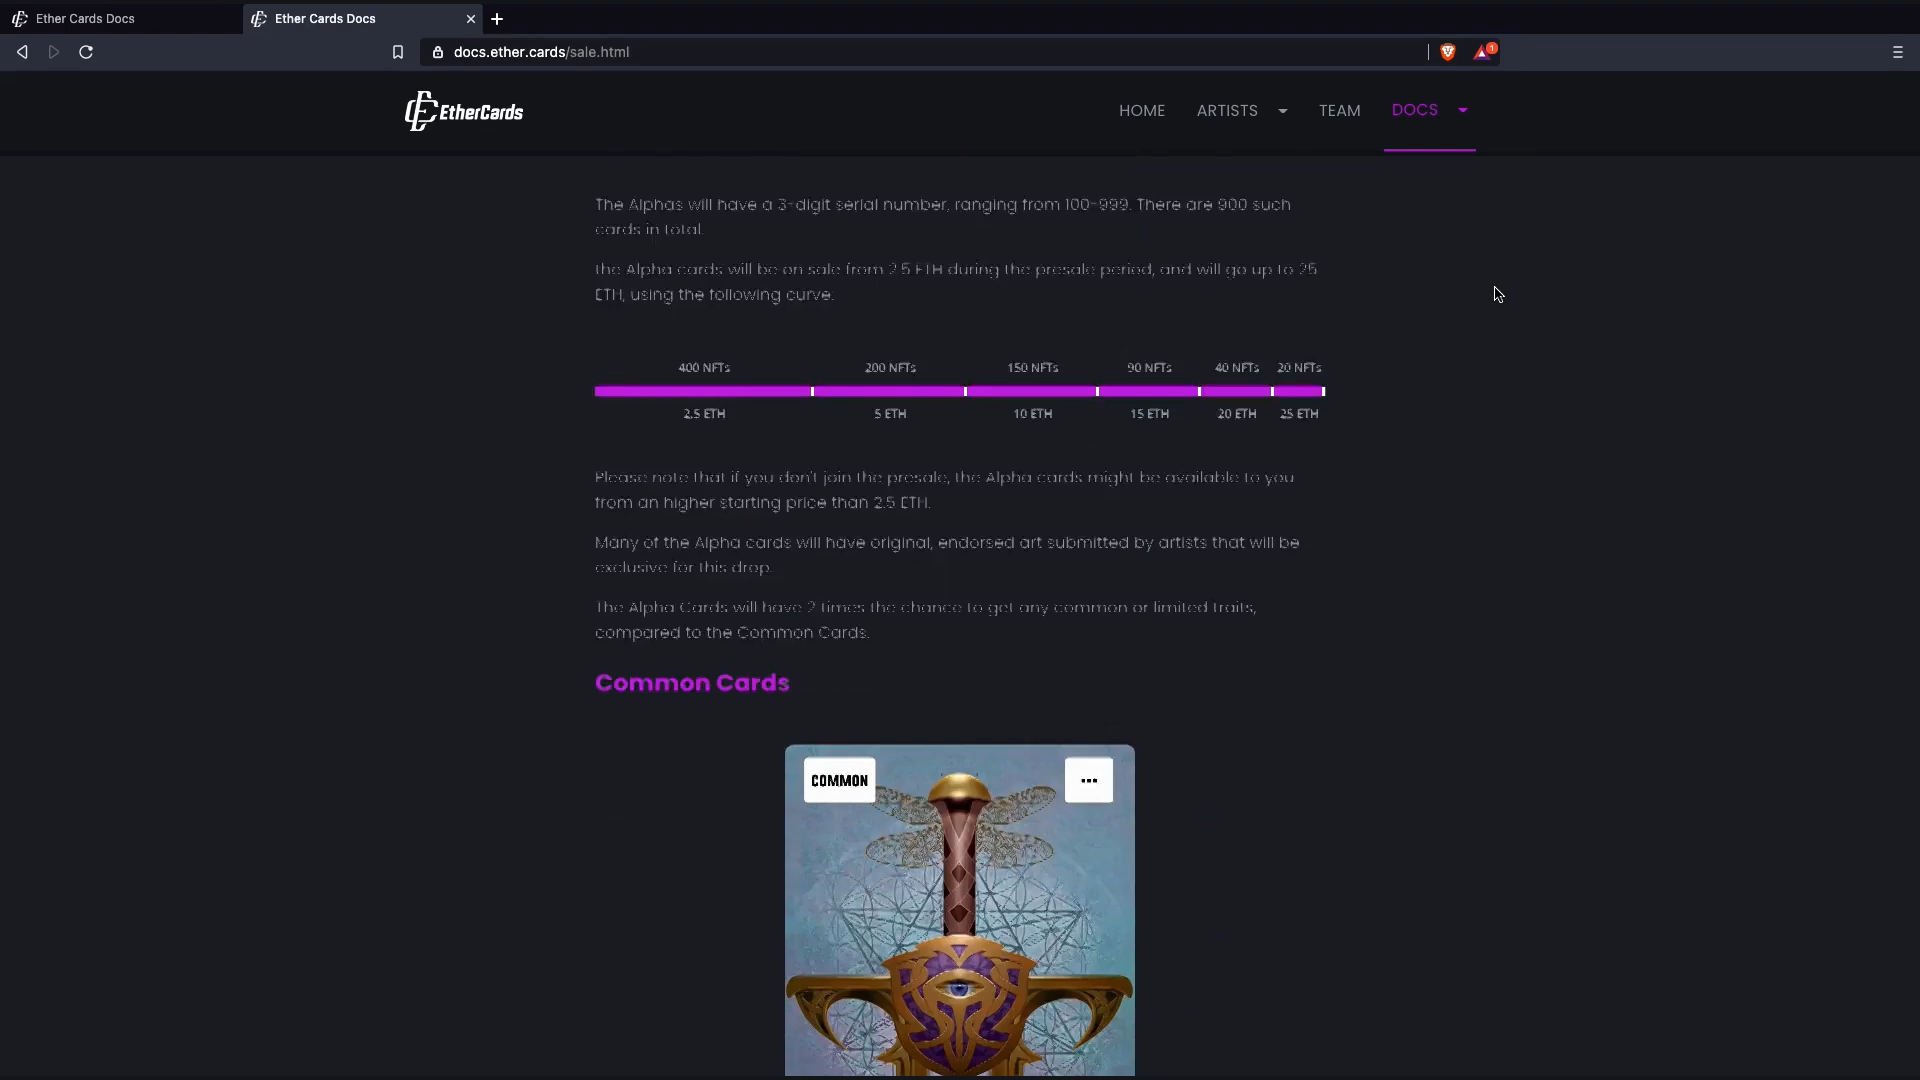 Ether Cards Docs
Ether Cards Docs
docs.ether.cards/sale.html
1
EtherCards
HOME ARTISTS TEAM DOCS
The Alphas will have a 3-digit serial number, ranging from 100-999. There are 900 such
cards in total.
the Alpha cards will be on sale from 2.5 ETH during the presale period, and will go up to 25
ETH, using the following curve.
400 NFTs 200 NFTs 150 NFTs 90 NFTs 40 NFTs 20 NFTs
2.5 ETH 5 ETH 10 ETH 15 ETH 20 ETH 25 ETH
Please note that if you don't join the presale, the Alpha cards might be available to you
from an higher starting price than 2.5 ETH.
Many of the Alpha cards will have original, endorsed art submitted by artists that will be
exclusive for this drop.
The Alpha Cards will have 2 times the chance to get any common or limited traits,
compared to the Common Cards.
Common Cards
COMMON